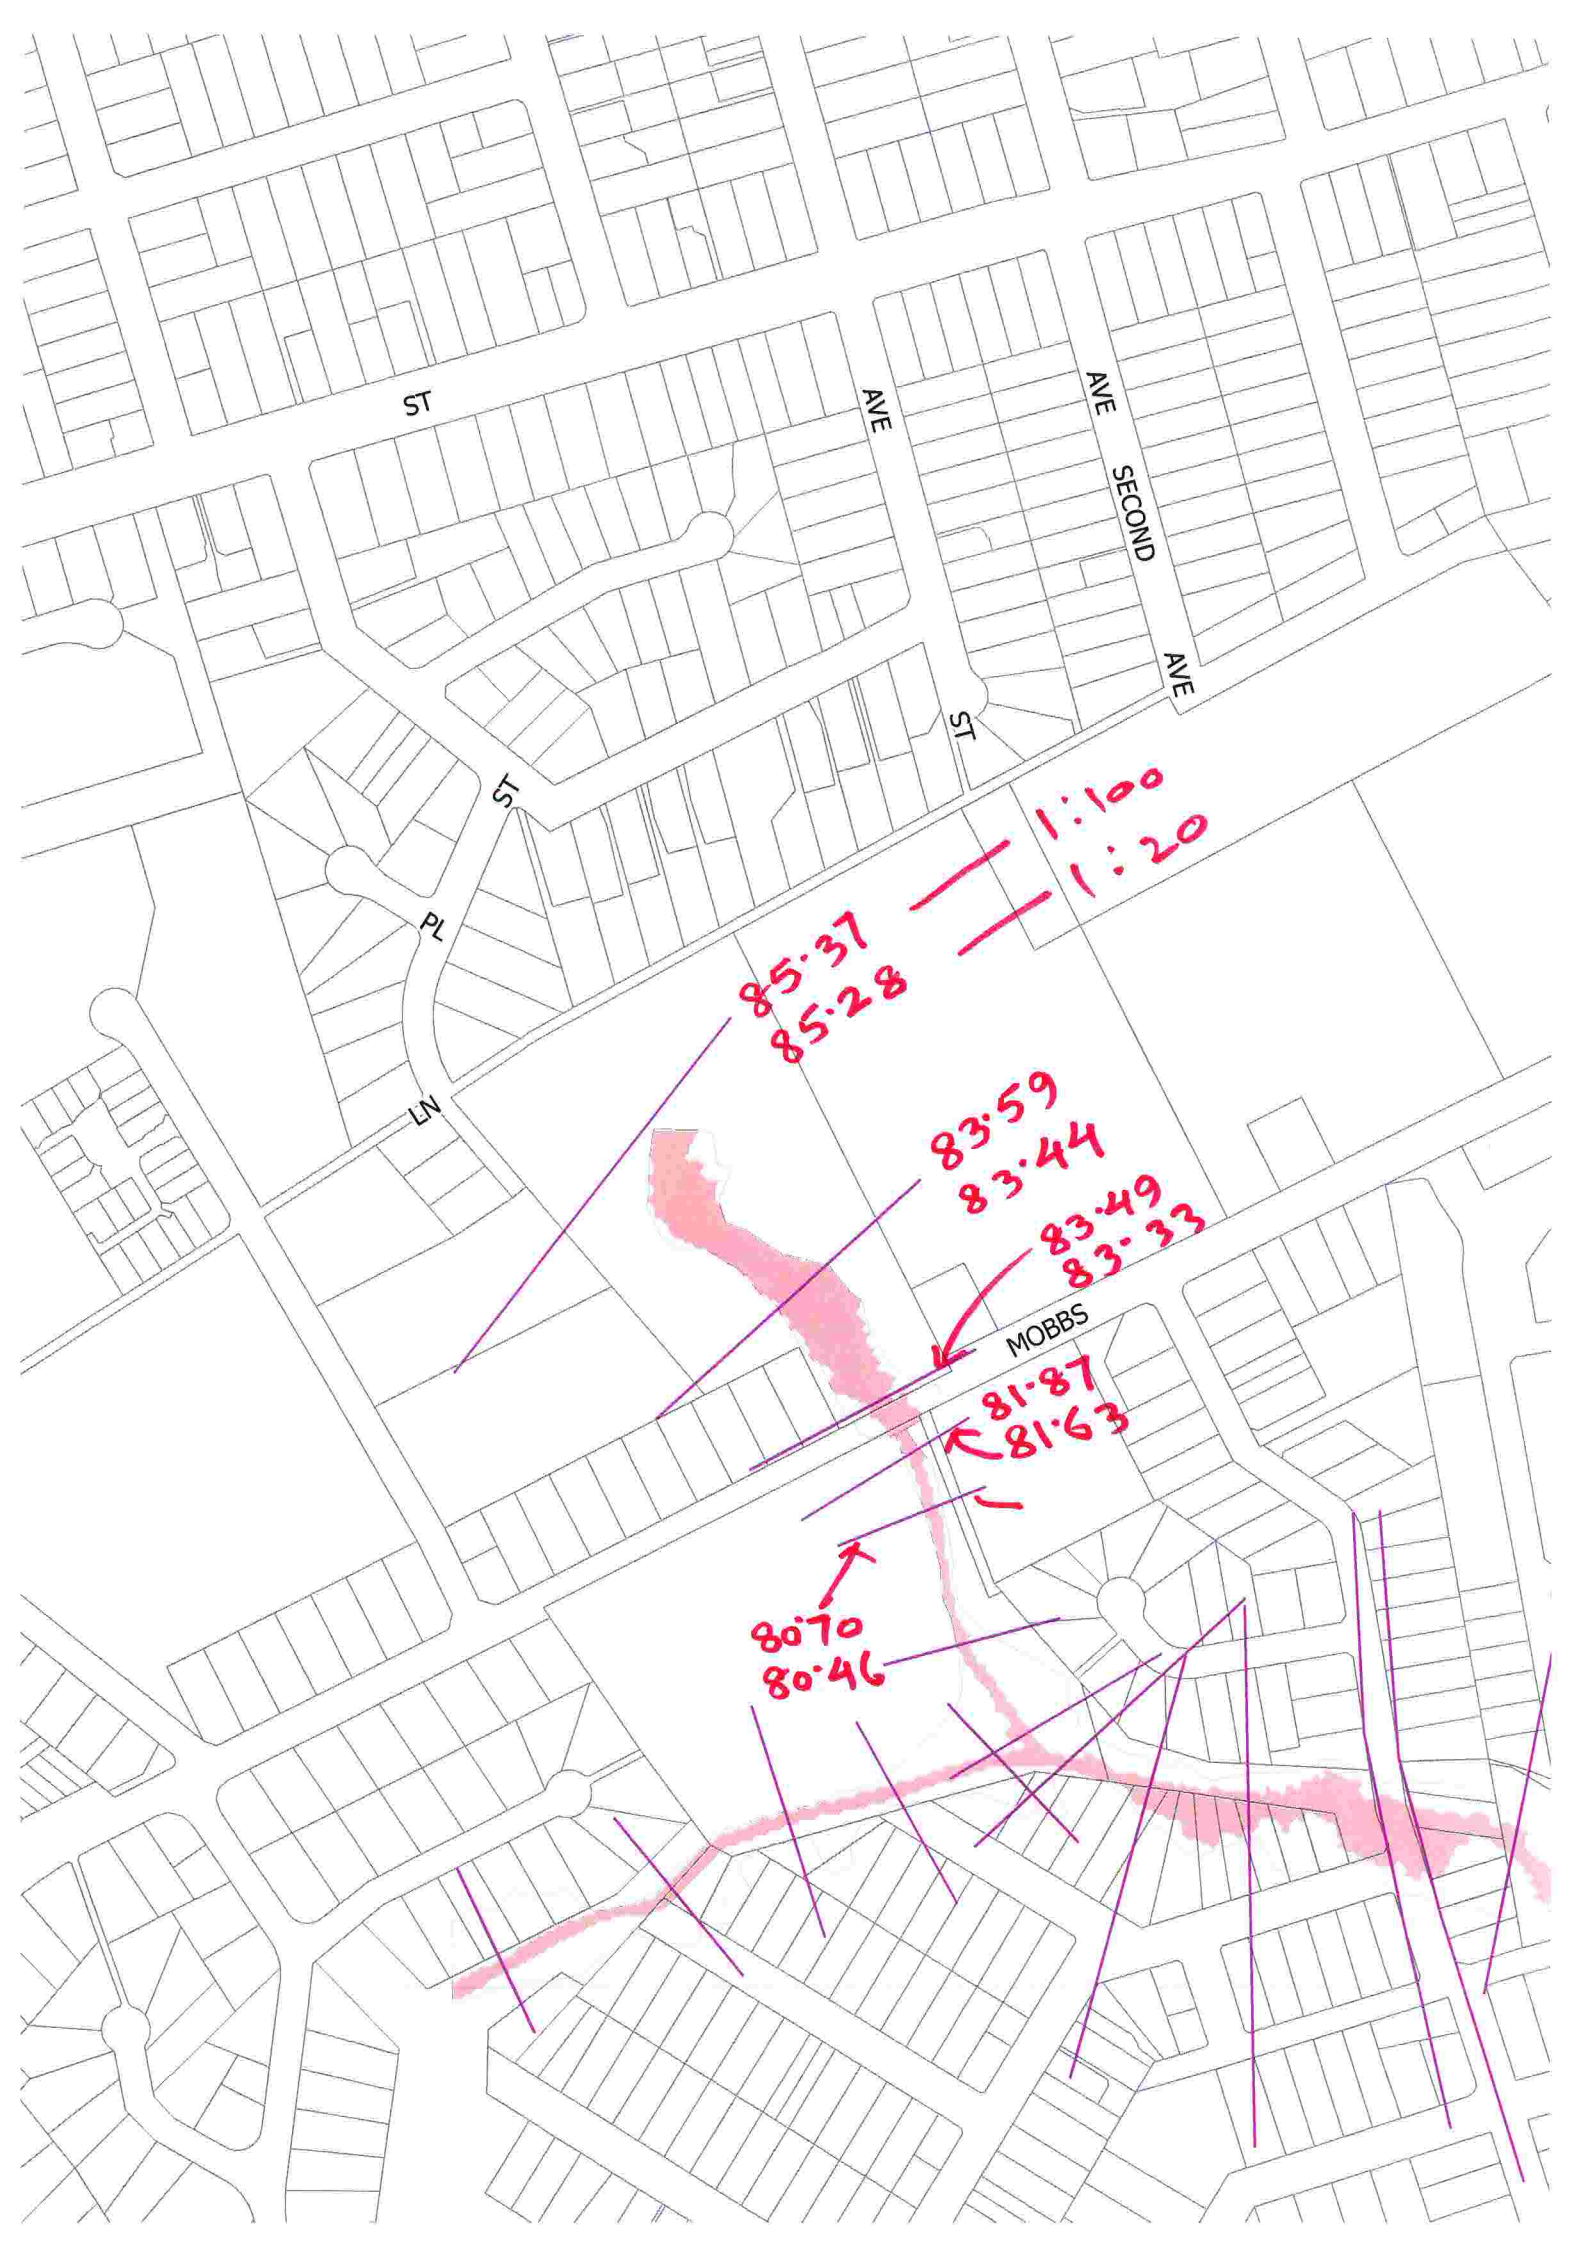 ST
AVE
AVE
SECOND
AVE
ST
ST
PL
LN
1:100
1:20
85.37
85.28
83.59
83.44
83.49
83.33
MOBBS
81.87
81.63
80.70
80.46